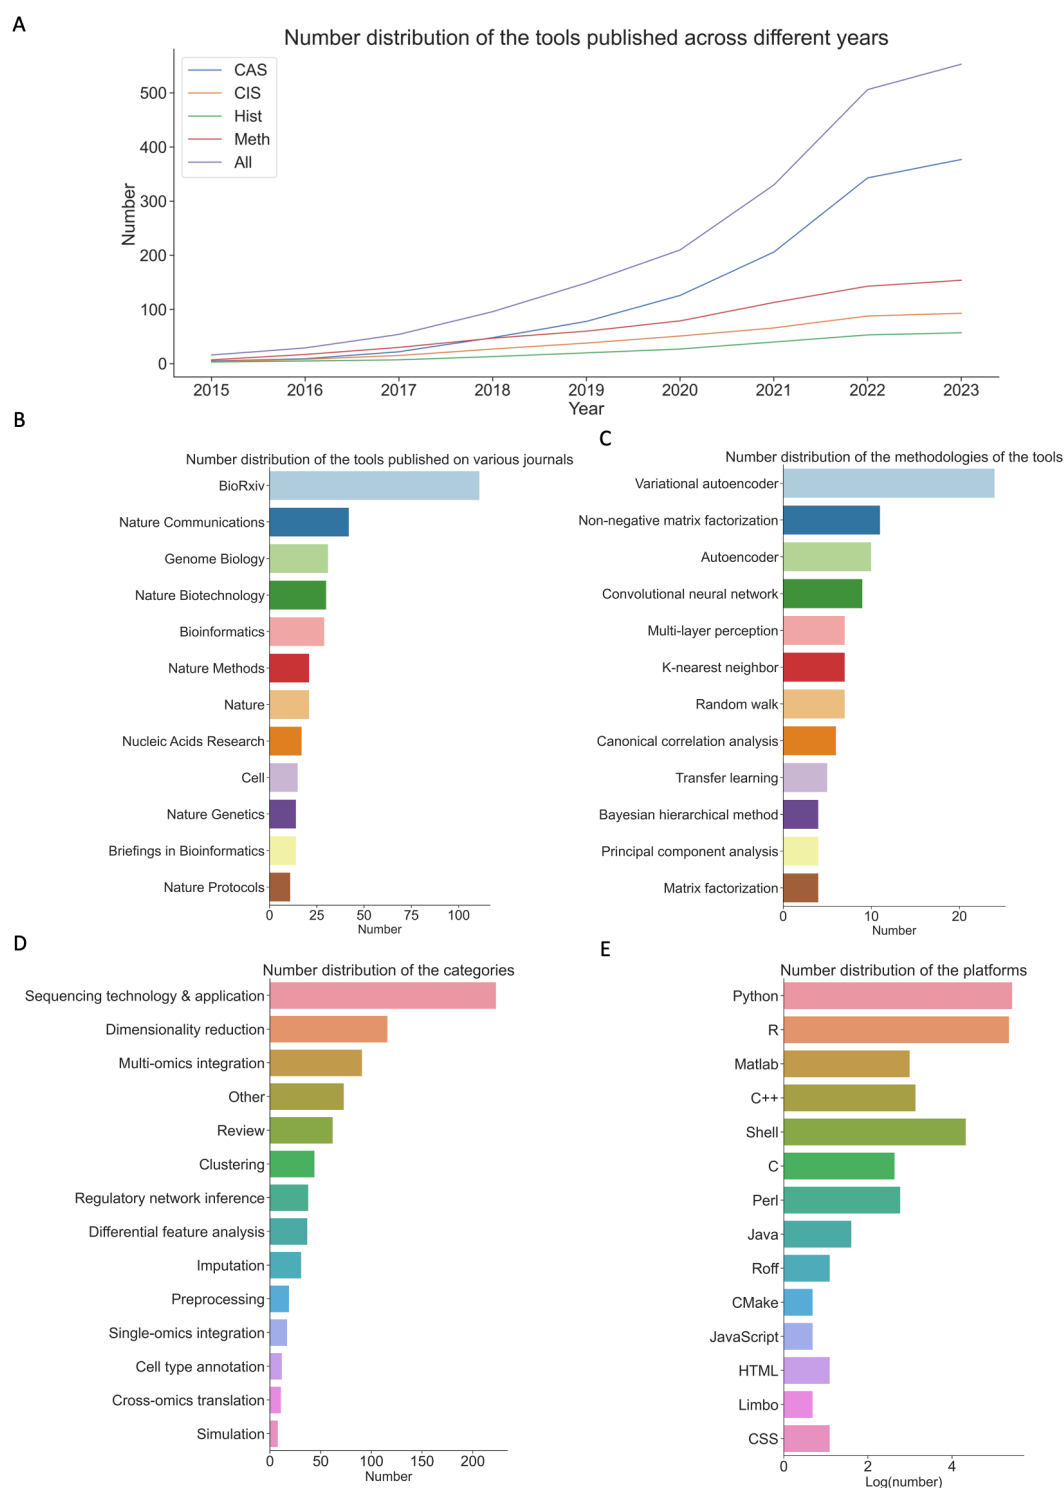 A
Number distribution of the tools published across different years
CAS
CIS
Hist
Meth
All
Number
500
400
300
200
100
0
2015 2016 2017 2018 2019 2020 2021 2022 2023
Year
B
Number distribution of the tools published on various journals
BioRxiv
Nature Communications
Genome Biology
Nature Biotechnology
Bioinformatics
Nature Methods
Nature
Nucleic Acids Research
Cell
Nature Genetics
Briefings in Bioinformatics
Nature Protocols
0 25 50 75 100
Number
C
Number distribution of the methodologies of the tools
Variational autoencoder
Non-negative matrix factorization
Autoencoder
Convolutional neural network
Multi-layer perception
K-nearest neighbor
Random walk
Canonical correlation analysis
Transfer learning
Bayesian hierarchical method
Principal component analysis
Matrix factorization
0 10 20
Number
D
Number distribution of the categories
Sequencing technology & application
Dimensionality reduction
Multi-omics integration
Other
Review
Clustering
Regulatory network inference
Differential feature analysis
Imputation
Preprocessing
Single-omics integration
Cell type annotation
Cross-omics translation
Simulation
0 50 100 150 200
Number
E
Number distribution of the platforms
Python
R
Matlab
C++
Shell
C
Perl
Java
Roff
CMake
JavaScript
HTML
Limbo
CSS
0 2 4
Log(number)